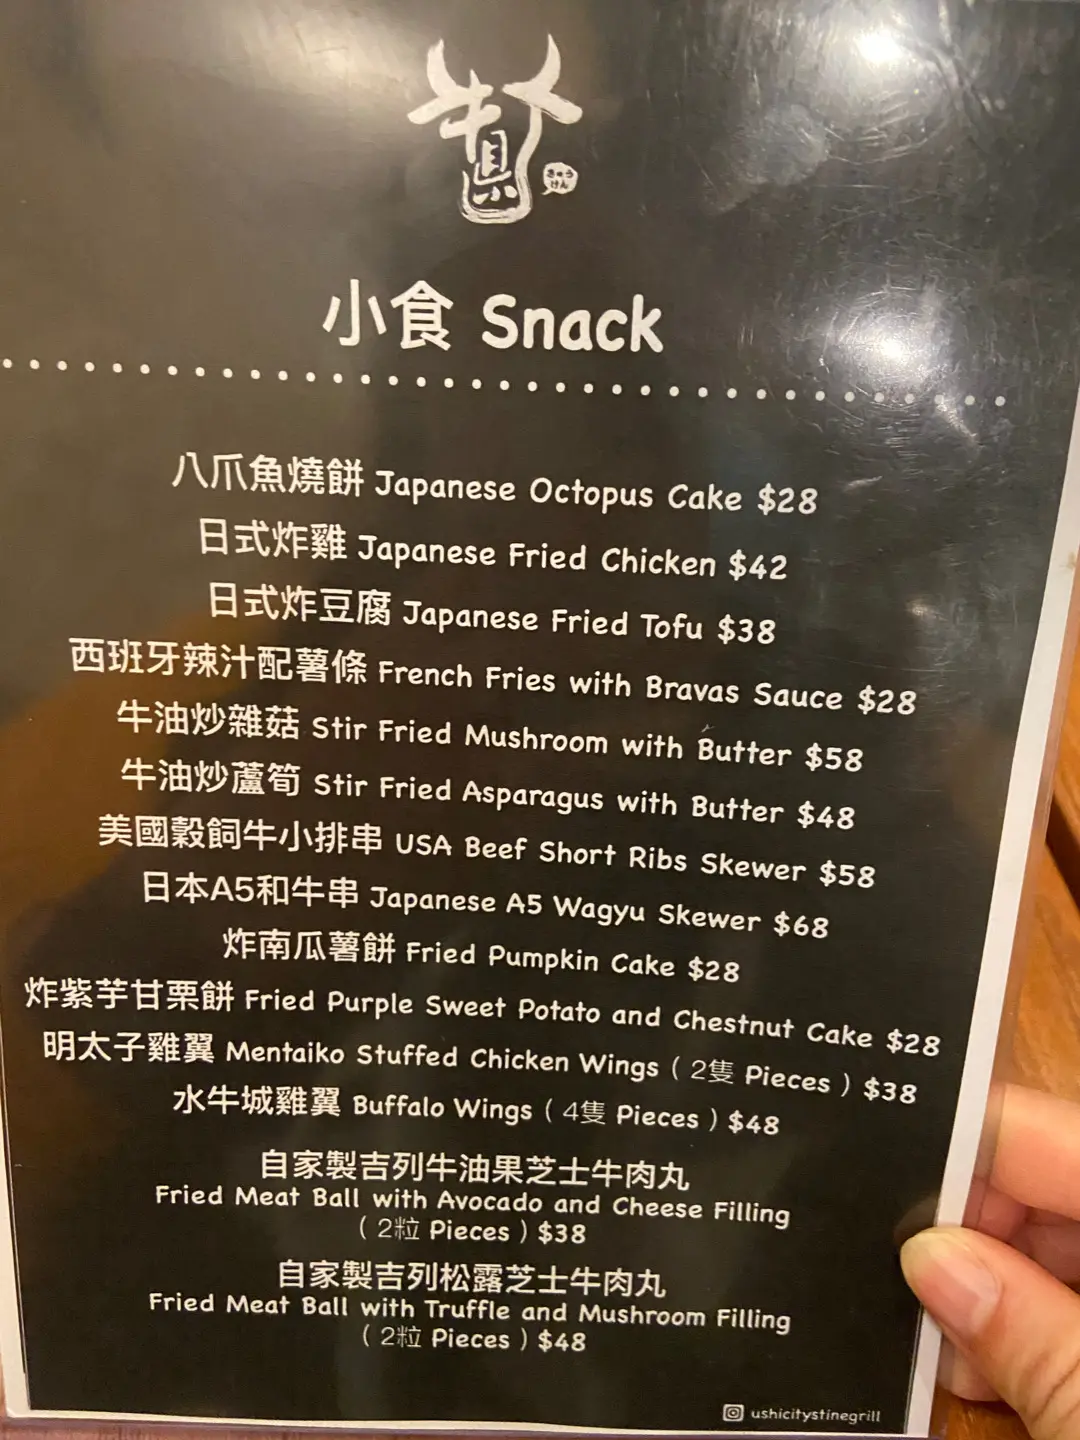 牛
きゅう
けん
小食 Snack
八爪魚燒餅 Japanese Octopus Cake $28
日式炸雞 Japanese Fried Chicken $42
日式炸豆腐 Japanese Fried Tofu $38
西班牙辣汁配薯條 French Fries with Bravas Sauce $28
牛油炒雜菇 Stir Fried Mushroom with Butter $58
牛油炒蘆筍 Stir Fried Asparagus with Butter $48
美國穀飼牛小排串 USA Beef Short Ribs Skewer $58
日本A5和牛串 Japanese A5 Wagyu Skewer $68
炸南瓜薯餅 Fried Pumpkin Cake $28
炸紫芋甘栗餅 Fried Purple Sweet Potato and Chestnut Cake $28
明太子雞翼 Mentaiko Stuffed Chicken Wings ( 2隻 Pieces ) $38
水牛城雞翼 Buffalo Wings ( 4隻 Pieces ) $48
自家製吉列牛油果芝士牛肉丸
Fried Meat Ball with Avocado and Cheese Filling
( 2粒 Pieces ) $38
自家製吉列松露芝士牛肉丸
Fried Meat Ball with Truffle and Mushroom Filling
( 2粒 Pieces ) $48
ushicitystinegrill